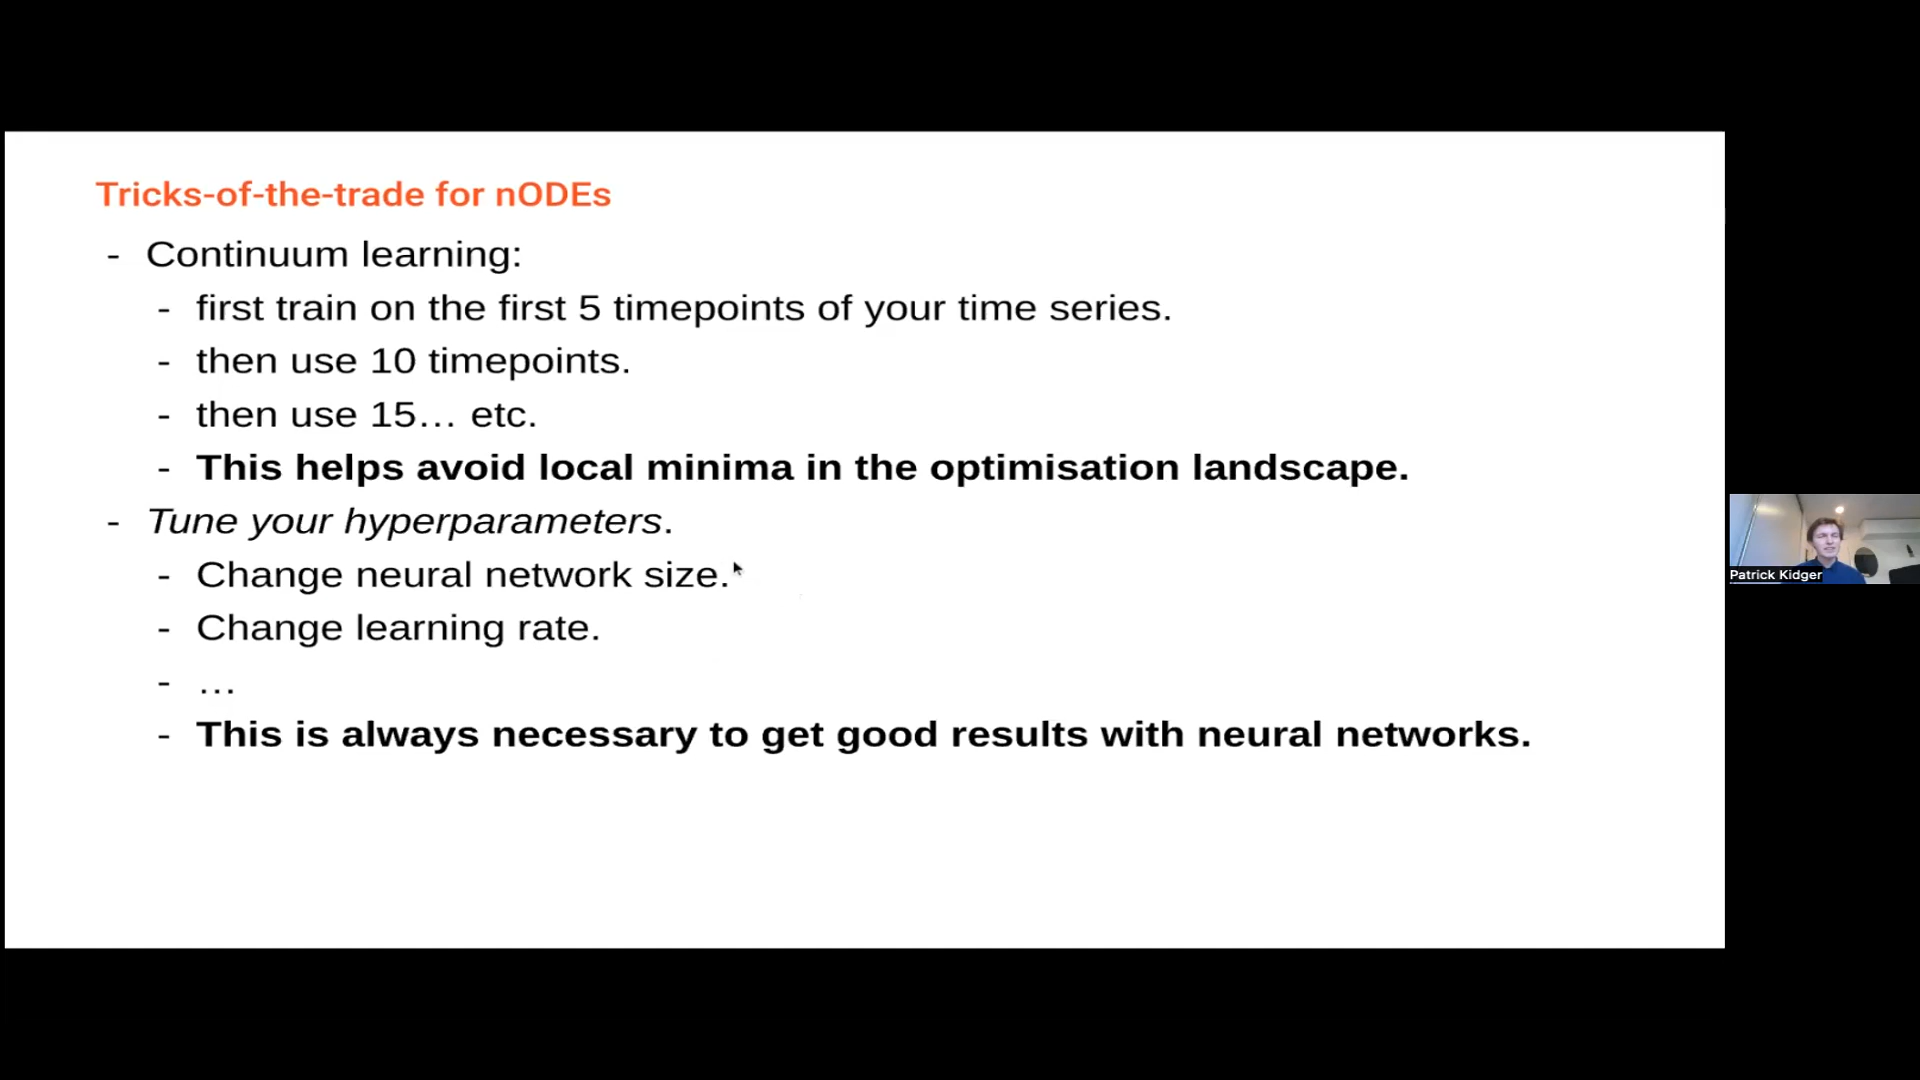 Tricks-of-the-trade for nODEs
- Continuum learning:
- first train on the first 5 timepoints of your time series.
- then use 10 timepoints.
- then use 15… etc.
- This helps avoid local minima in the optimisation landscape.
- Tune your hyperparameters.
- Change neural network size.
- Change learning rate.
- …
- This is always necessary to get good results with neural networks.
Patrick Kidger